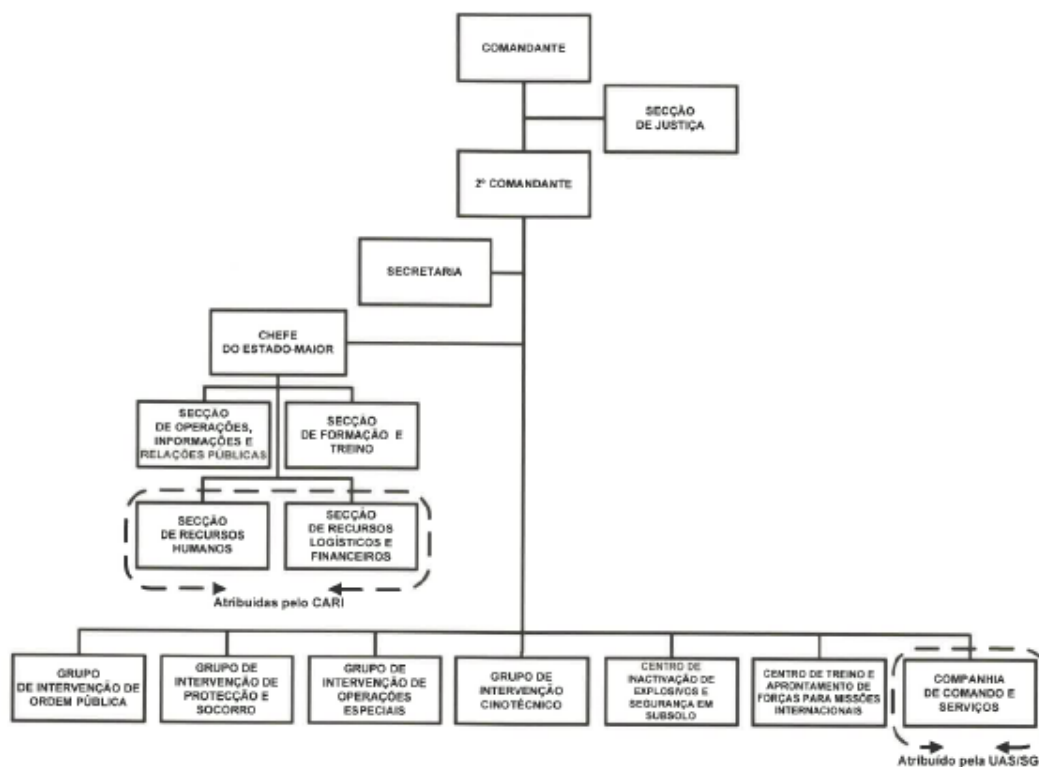 COMANDANTE
SECÇÃO
DE JUSTIÇA
2º COMANDANTE
SECRETARIA
CHEFE
DO ESTADO-MAIOR
SECÇÃO
DE OPERAÇÕES,
INFORMAÇÕES E
RELAÇÕES PÚBLICAS
SECÇÃO
DE FORMAÇÃO E
TREINO
SECÇÃO
DE RECURSOS
HUMANOS
SECÇÃO
DE RECURSOS
LOGÍSTICOS E
FINANCEIROS
Atribuidas pelo CARI
GRUPO
DE INTERVENÇÃO DE
ORDEM PÚBLICA
GRUPO DE
INTERVENÇÃO DE
PROTECÇÃO E
SOCORRO
GRUPO DE
INTERVENÇÃO DE
OPERAÇÕES
ESPECIAIS
GRUPO DE
INTERVENÇÃO
CINOTÉCNICO
CENTRO DE
INACTIVAÇÃO DE
EXPLOSIVOS E
SEGURANÇA EM
SUBSOLO
CENTRO DE TREINO E
APRONTAMENTO DE
FORÇAS PARA MISSÕES
INTERNACIONAIS
COMPANHIA
DE COMANDO E
SERVIÇOS
Atribuído pela UAS/SG